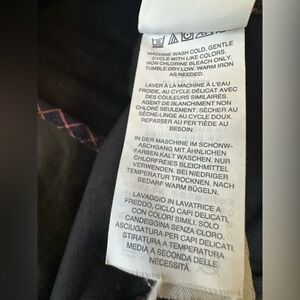 MACHINE WASH COLD, GENTLE
CYCLE WITH LIKE COLORS.
NON CHLORINE BLEACH ONLY.
TUMBLE DRY LOW. WARM IRON
AS NEEDED.
LAVER À LA MACHINE À L'EAU
FROIDE, AU CYCLE DÉLICAT AVEC
DES COULEURS SIMILAIRES.
AGENT DE BLANCHIMENT NON
CHLORÉ SEULEMENT, SÉCHER AU
SÈCHE-LINGE AU CYCLE DOUX.
REPASSER AU FER TIÈDE AU
BESOIN.
IN DER MASCHINE IM SCHONW-
ASCHGANG MIT ÄHNLICHEN
FARBEN KALT WASCHEN. NUR
CHLORFREIES BLEICHMITTEL
VERWENDEN. BEI NIEDRIGER
TEMPERATUR TROCKNEN. NACH
BEDARF WARM BÜGELN.
LAVAGGIO IN LAVATRICE A
FREDDO, CICLO CAPI DELICATI,
CON COLORI SIMILI. SOLO
CANDEGGINA SENZA CLORO.
ASCIUGATURA PER CAPI DELICATI.
STIRATURA A TEMPERATURA
MEDIA A SECONDA DELLE
NECESSITÀ.